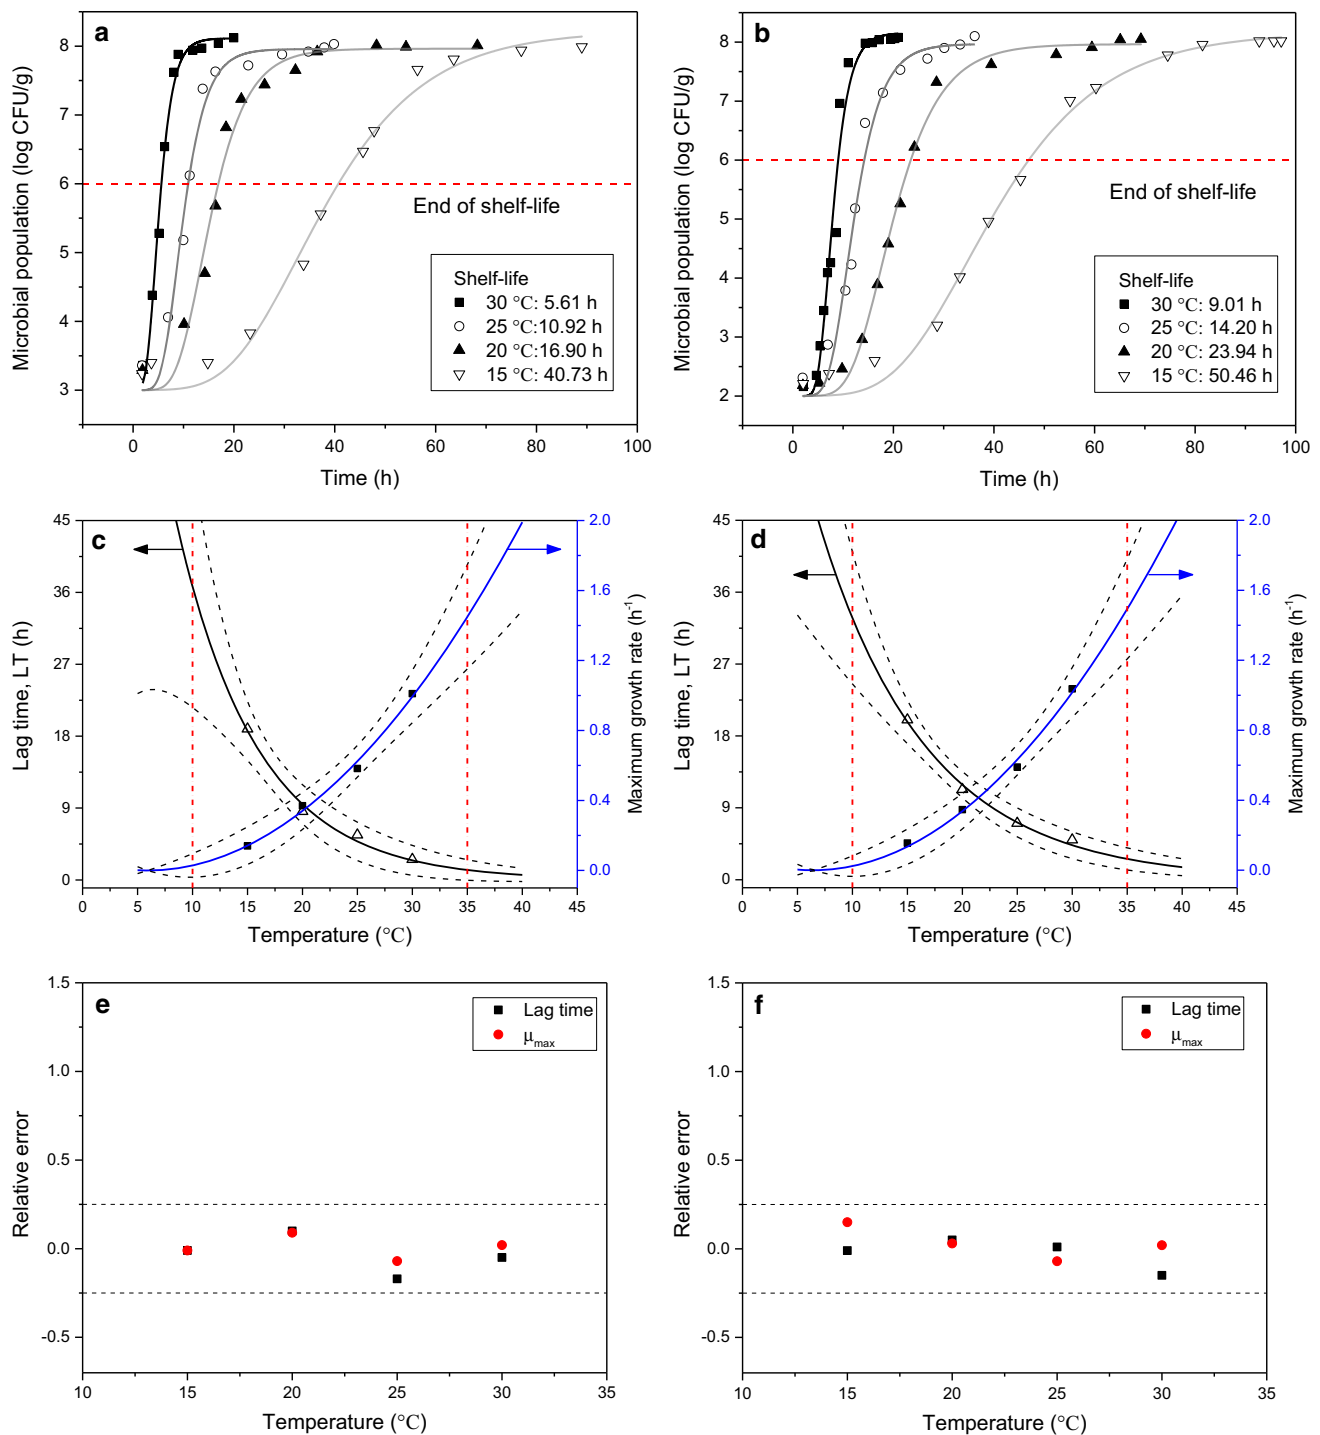 a
Microbial population (log CFU/g)
8
7
6
5
4
3
End of shelf-life
Shelf-life
30 °C: 5.61 h
25 °C:10.92 h
20 °C:16.90 h
15 °C: 40.73 h
0 20 40 60 80 100
Time (h)
b
Microbial population (log CFU/g)
8
7
6
5
4
3
2
End of shelf-life
Shelf-life
30 °C: 9.01 h
25 °C: 14.20 h
20 °C: 23.94 h
15 °C: 50.46 h
0 20 40 60 80 100
Time (h)
c
Lag time, LT (h)
45
36
27
18
9
0
2.0
1.6
1.2
0.8
0.4
0.0
Maximum growth rate (h⁻¹)
0 5 10 15 20 25 30 35 40 45
Temperature (°C)
d
Lag time, LT (h)
45
36
27
18
9
0
2.0
1.6
1.2
0.8
0.4
0.0
Maximum growth rate (h⁻¹)
0 5 10 15 20 25 30 35 40 45
Temperature (°C)
e
Relative error
1.5
1.0
0.5
0.0
-0.5
Lag time
μmax
10 15 20 25 30 35
Temperature (°C)
f
Relative error
1.5
1.0
0.5
0.0
-0.5
Lag time
μmax
10 15 20 25 30 35
Temperature (°C)